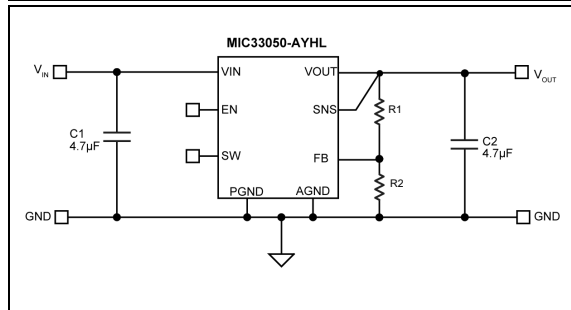 MIC33050-AYHL
VIN
VIN
VOUT
VOUT
EN
SNS
R1
C1
4.7µF
SW
FB
C2
4.7µF
R2
PGND
AGND
GND
GND